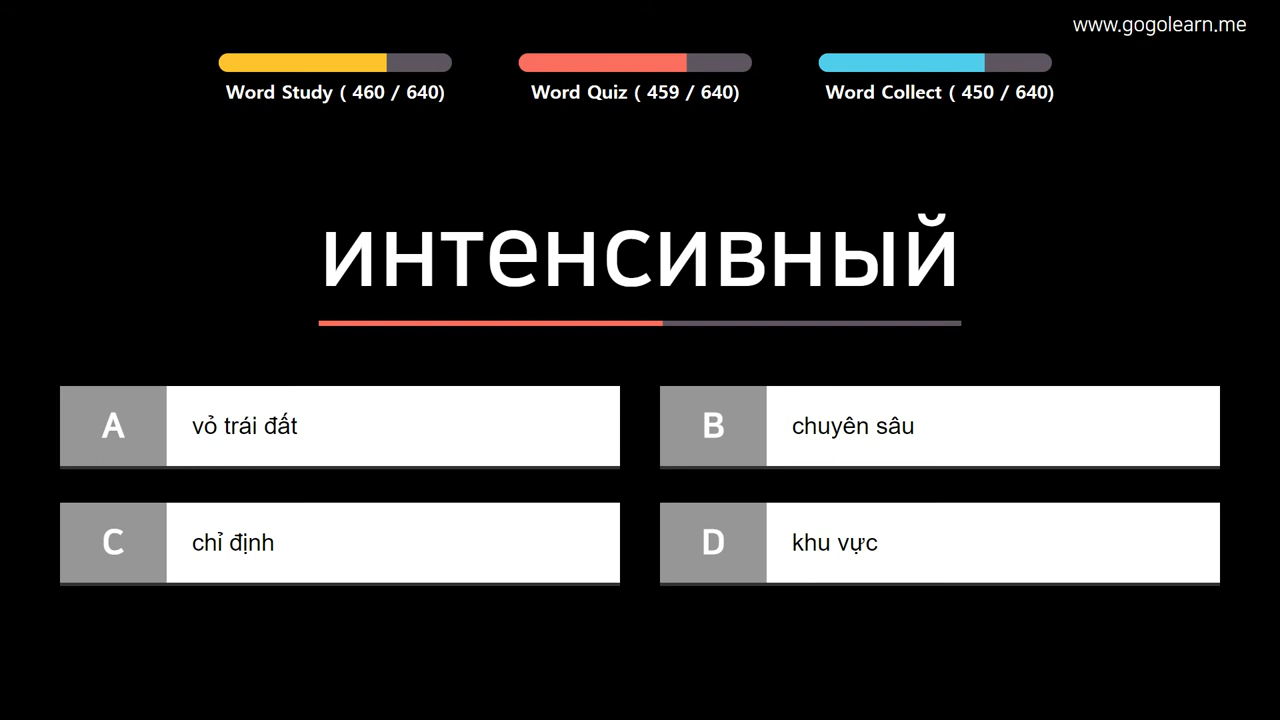 www.gogolearn.me
Word Study ( 460 / 640)
Word Quiz ( 459 / 640)
Word Collect ( 450 / 640)
интенсивный
A
vỏ trái đất
B
chuyên sâu
C
chỉ định
D
khu vực